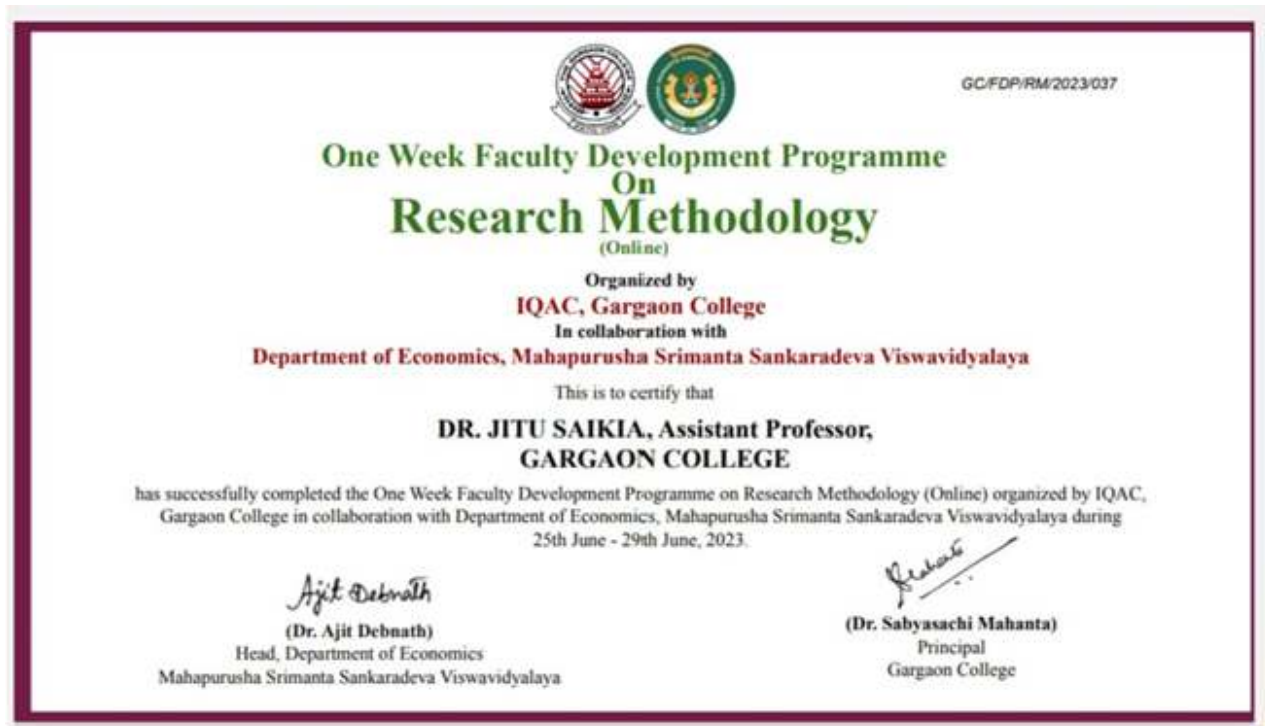 GC/FDP/RM/2023/037
One Week Faculty Development Programme
On
Research Methodology
(Online)
Organized by
IQAC, Gargaon College
In collaboration with
Department of Economics, Mahapurusha Srimanta Sankaradeva Viswavidyalaya
This is to certify that
DR. JITU SAIKIA, Assistant Professor,
GARGAON COLLEGE
has successfully completed the One Week Faculty Development Programme on Research Methodology (Online) organized by IQAC,
Gargaon College in collaboration with Department of Economics, Mahapurusha Srimanta Sankaradeva Viswavidyalaya during
25th June - 29th June, 2023.
Ajit Debnath
(Dr. Ajit Debnath)
Head, Department of Economics
Mahapurusha Srimanta Sankaradeva Viswavidyalaya
(Dr. Sabyasachi Mahanta)
Principal
Gargaon College